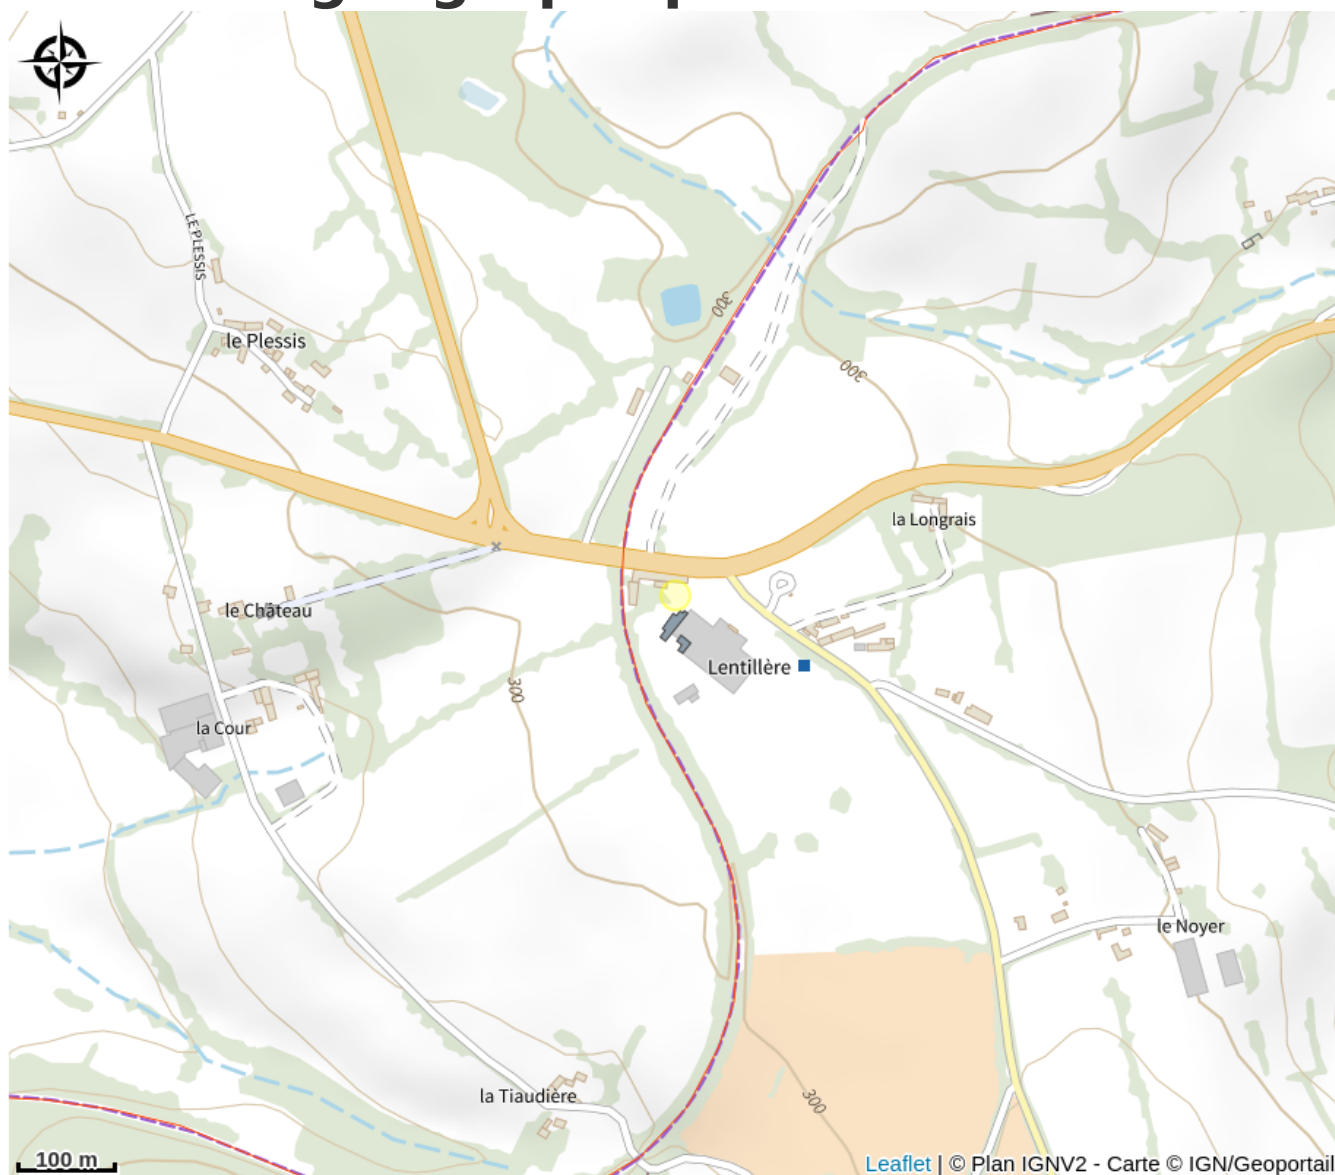 LE PLESSIS
le Plessis
300
300
la Longrais
le Château
Lentillère
300
la Cour
le Noyer
la Tiaudière
300
100 m
Leaflet | © Plan IGNV2 - Carte © IGN/Geoportail